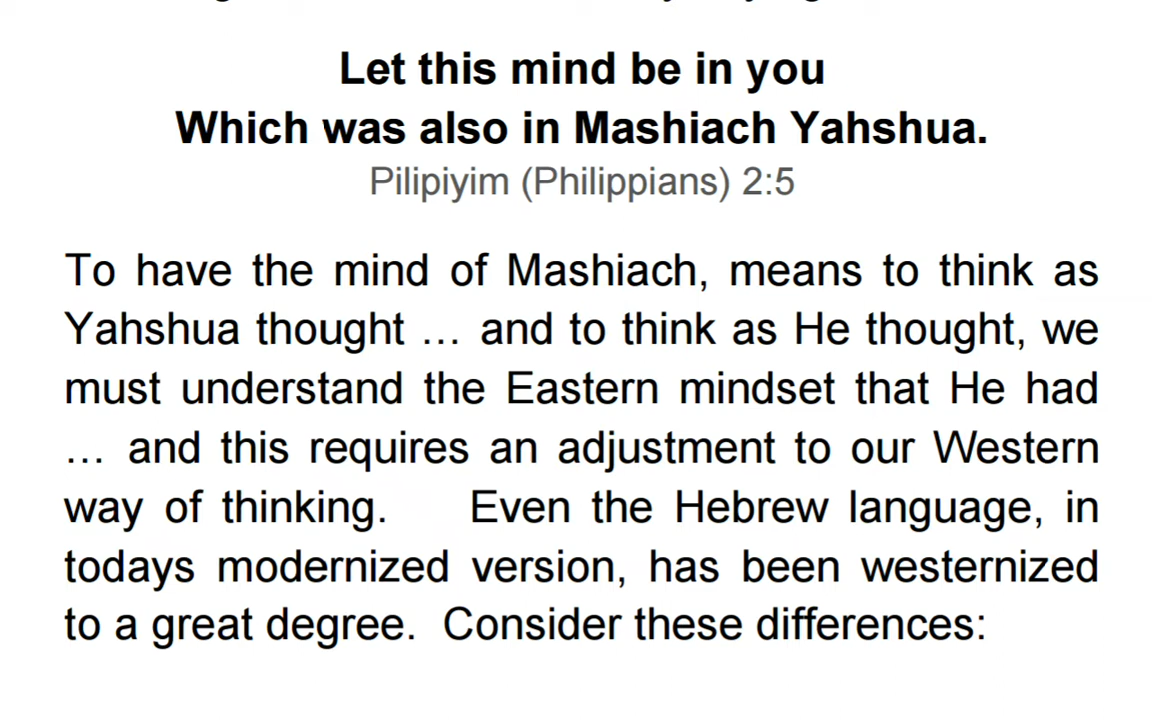 Let this mind be in you
Which was also in Mashiach Yahshua.
Pilipiyim (Philippians) 2:5
To have the mind of Mashiach, means to think as
Yahshua thought … and to think as He thought, we
must understand the Eastern mindset that He had
… and this requires an adjustment to our Western
way of thinking. Even the Hebrew language, in
todays modernized version, has been westernized
to a great degree. Consider these differences: